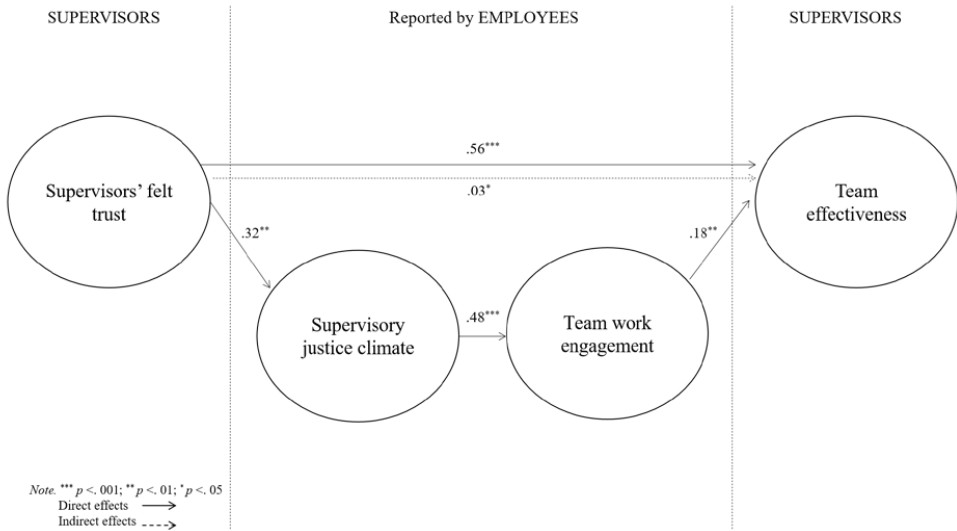 SUPERVISORS
Reported by EMPLOYEES
SUPERVISORS
.56***
.03*
Supervisors’ felt
trust
Team
effectiveness
.32**
.18**
Supervisory
justice climate
.48***
Team work
engagement
Note. *** p <. 001; ** p <. 01; * p <. 05
Direct effects
Indirect effects